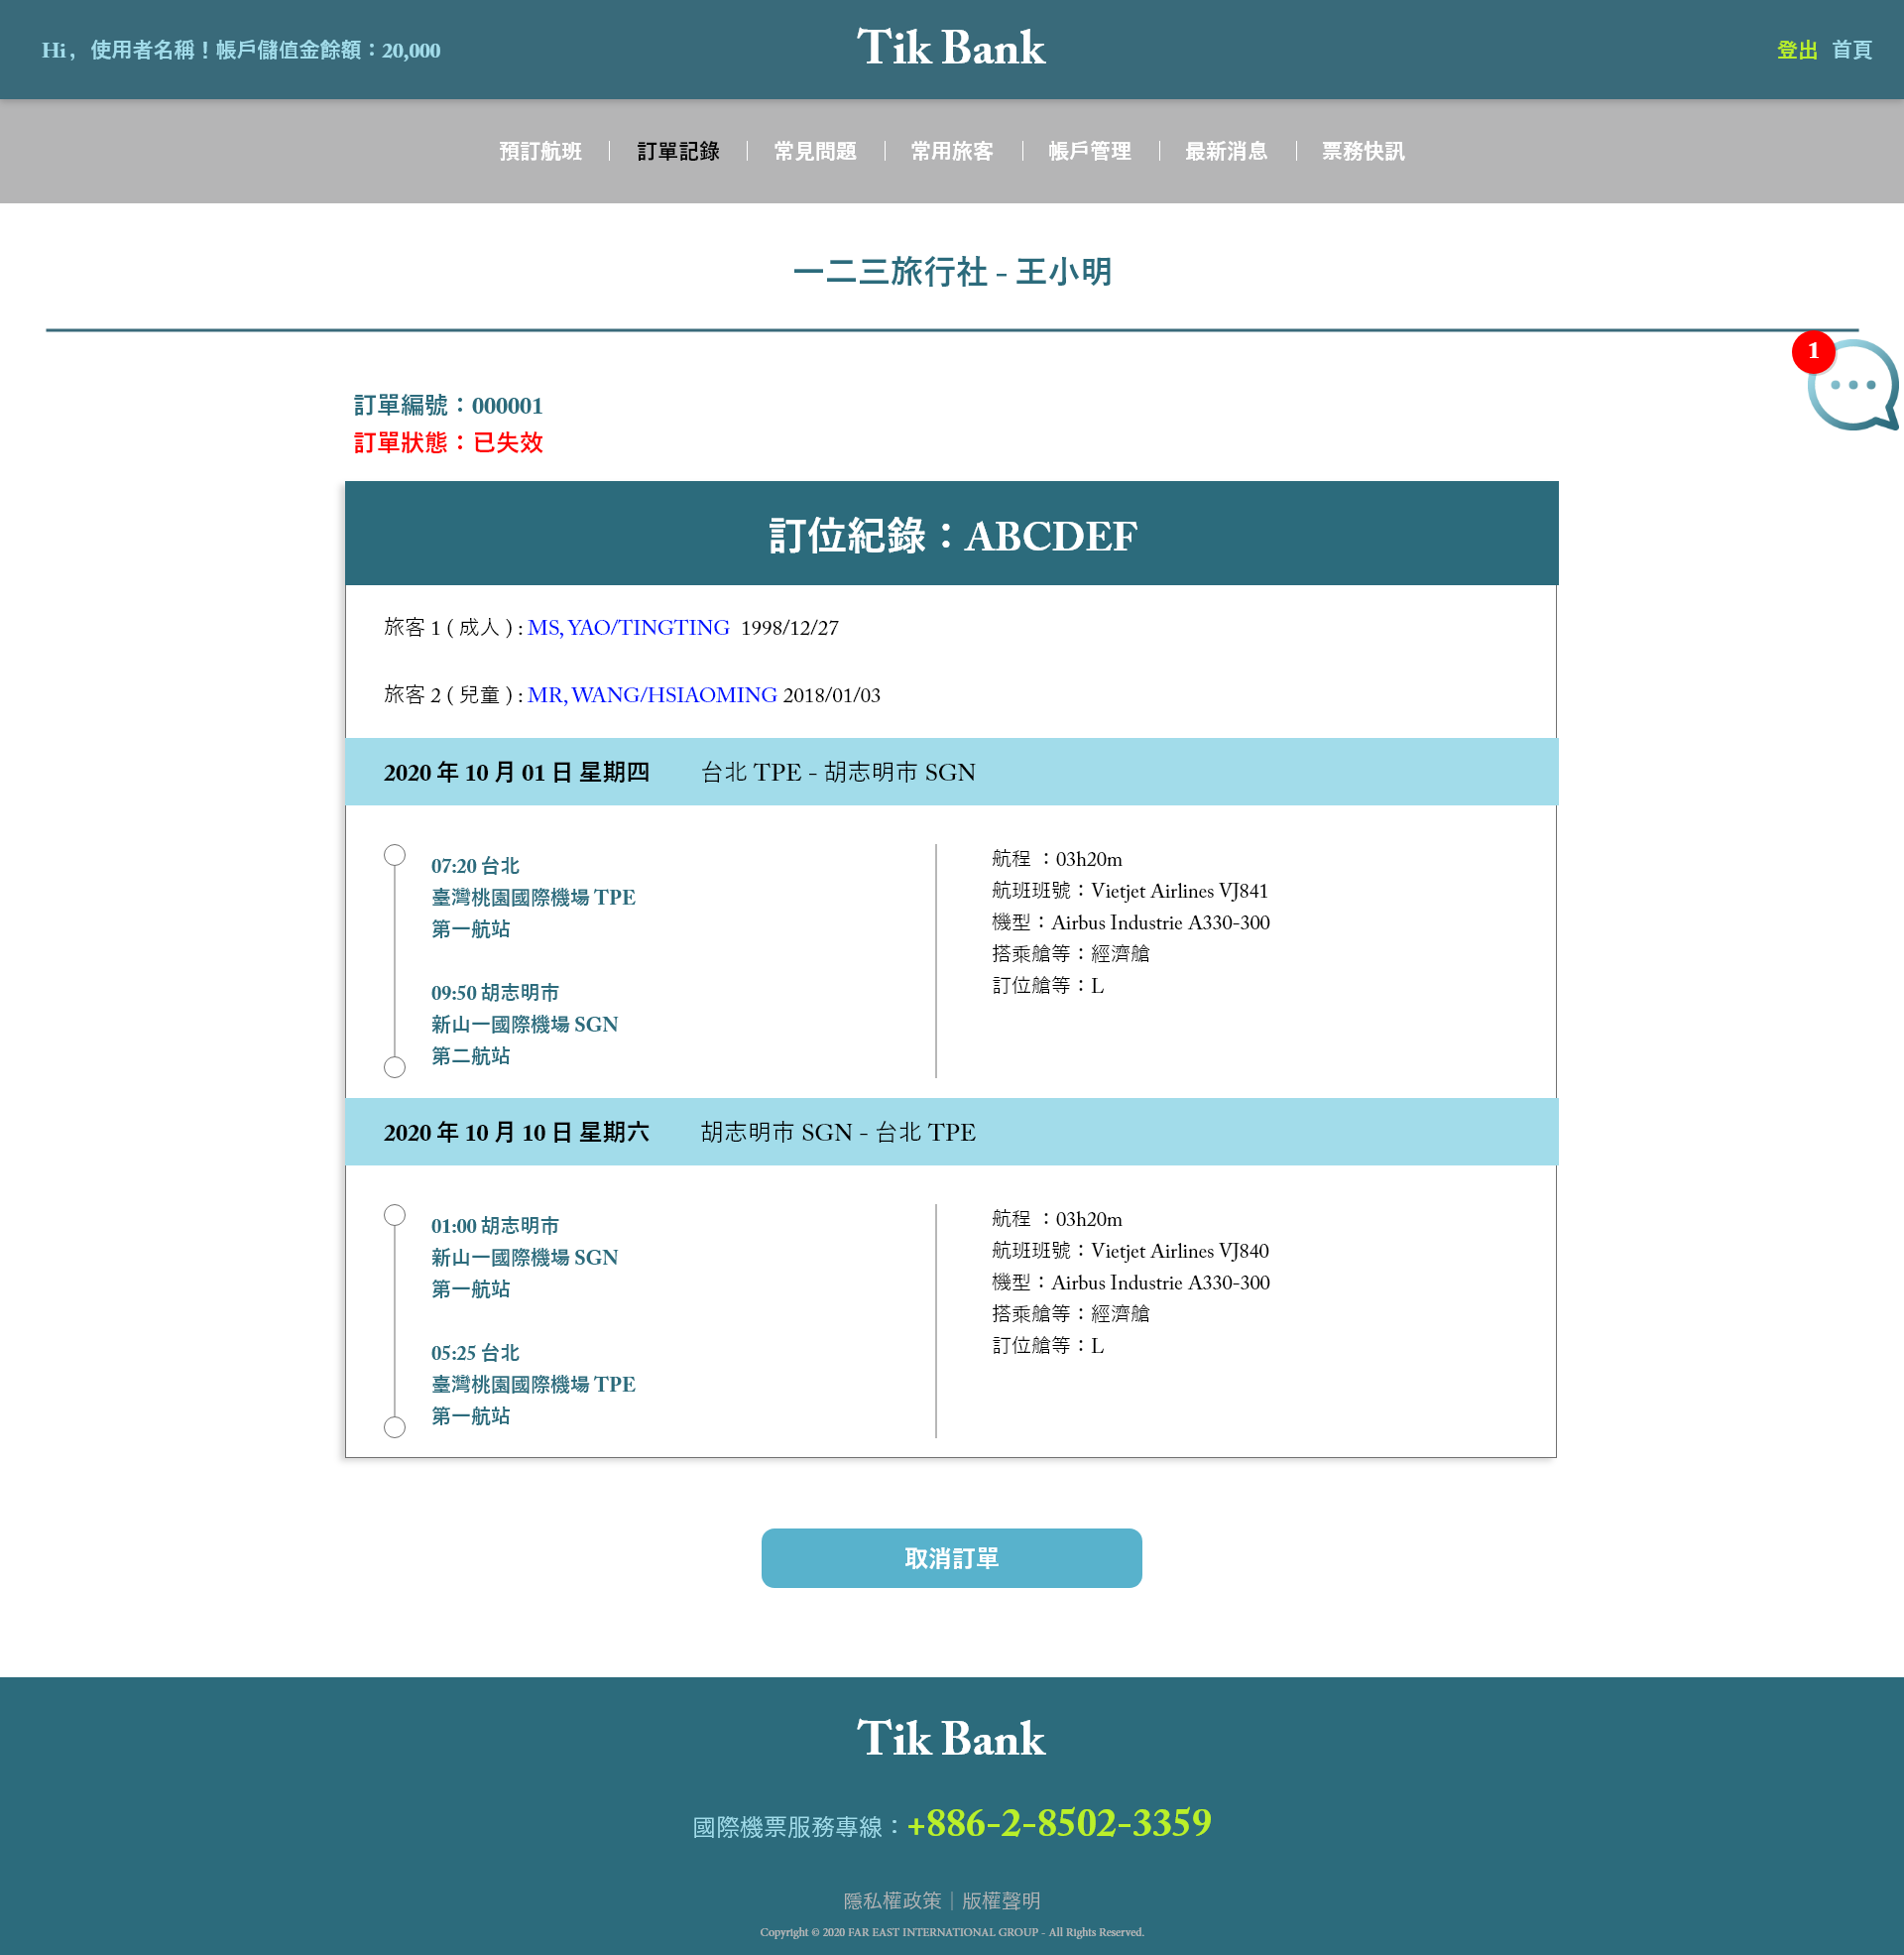 Hi，使用者名稱！帳戶儲值金餘額：20,000
Tik Bank
登出 首頁
預訂航班
訂單記錄
常見問題
常用旅客
帳戶管理
最新消息
票務快訊
一二三旅行社 - 王小明
1
訂單編號：000001
訂單狀態：已失效
訂位紀錄：ABCDEF
旅客 1 ( 成人 ) : MS, YAO/TINGTING 1998/12/27
旅客 2 ( 兒童 ) : MR, WANG/HSIAOMING 2018/01/03
2020 年 10 月 01 日 星期四 台北 TPE - 胡志明市 SGN
07:20 台北
臺灣桃園國際機場 TPE
第一航站
09:50 胡志明市
新山一國際機場 SGN
第二航站
航程 ：03h20m
航班班號：Vietjet Airlines VJ841
機型：Airbus Industrie A330-300
搭乘艙等：經濟艙
訂位艙等：L
2020 年 10 月 10 日 星期六 胡志明市 SGN - 台北 TPE
01:00 胡志明市
新山一國際機場 SGN
第一航站
05:25 台北
臺灣桃園國際機場 TPE
第一航站
航程 ：03h20m
航班班號：Vietjet Airlines VJ840
機型：Airbus Industrie A330-300
搭乘艙等：經濟艙
訂位艙等：L
取消訂單
Tik Bank
國際機票服務專線：+886-2-8502-3359
隱私權政策｜版權聲明
Copyright © 2020 FAR EAST INTERNATIONAL GROUP - All Rights Reserved.